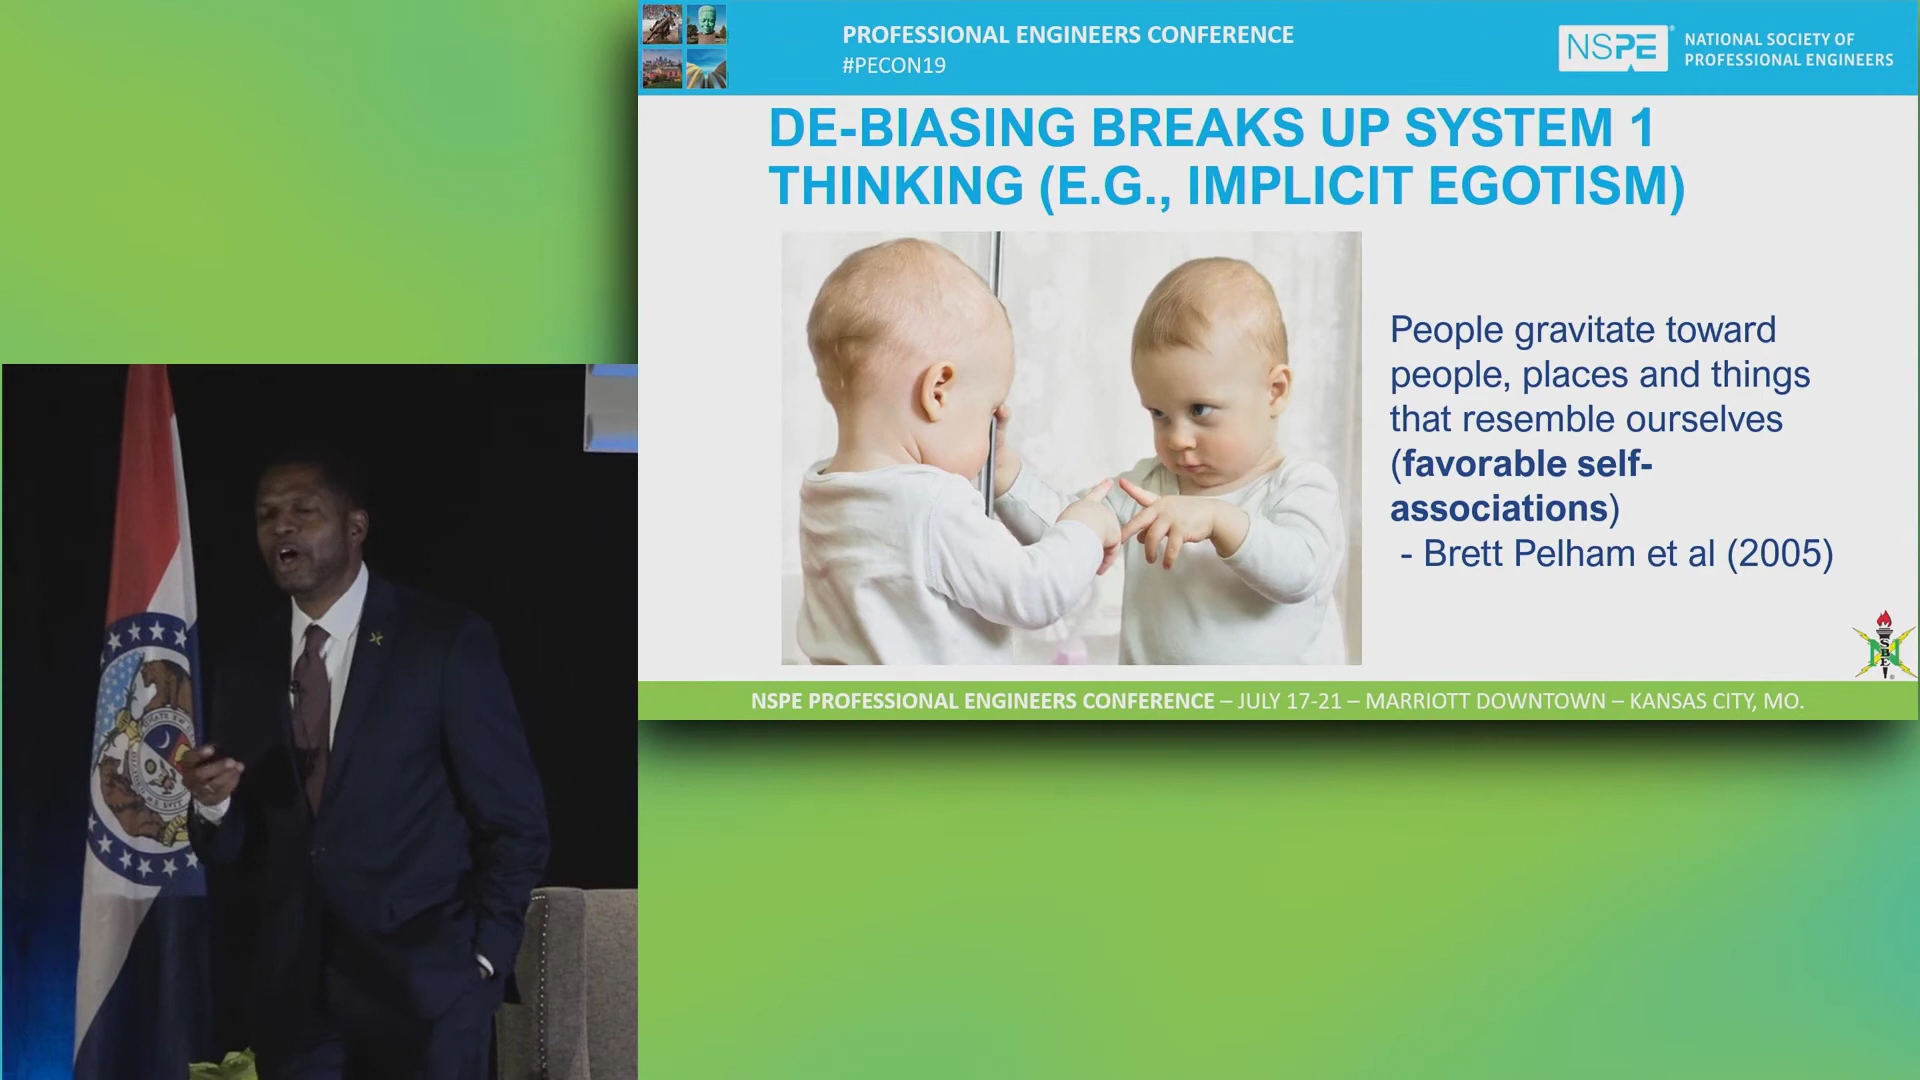 PROFESSIONAL ENGINEERS CONFERENCE
#PECON19
NSPE
NATIONAL SOCIETY OF
PROFESSIONAL ENGINEERS
DE-BIASING BREAKS UP SYSTEM 1
THINKING (E.G., IMPLICIT EGOTISM)
People gravitate toward
people, places and things
that resemble ourselves
(favorable self-
associations)
- Brett Pelham et al (2005)
NSBE
NSPE PROFESSIONAL ENGINEERS CONFERENCE – JULY 17-21 – MARRIOTT DOWNTOWN – KANSAS CITY, MO.